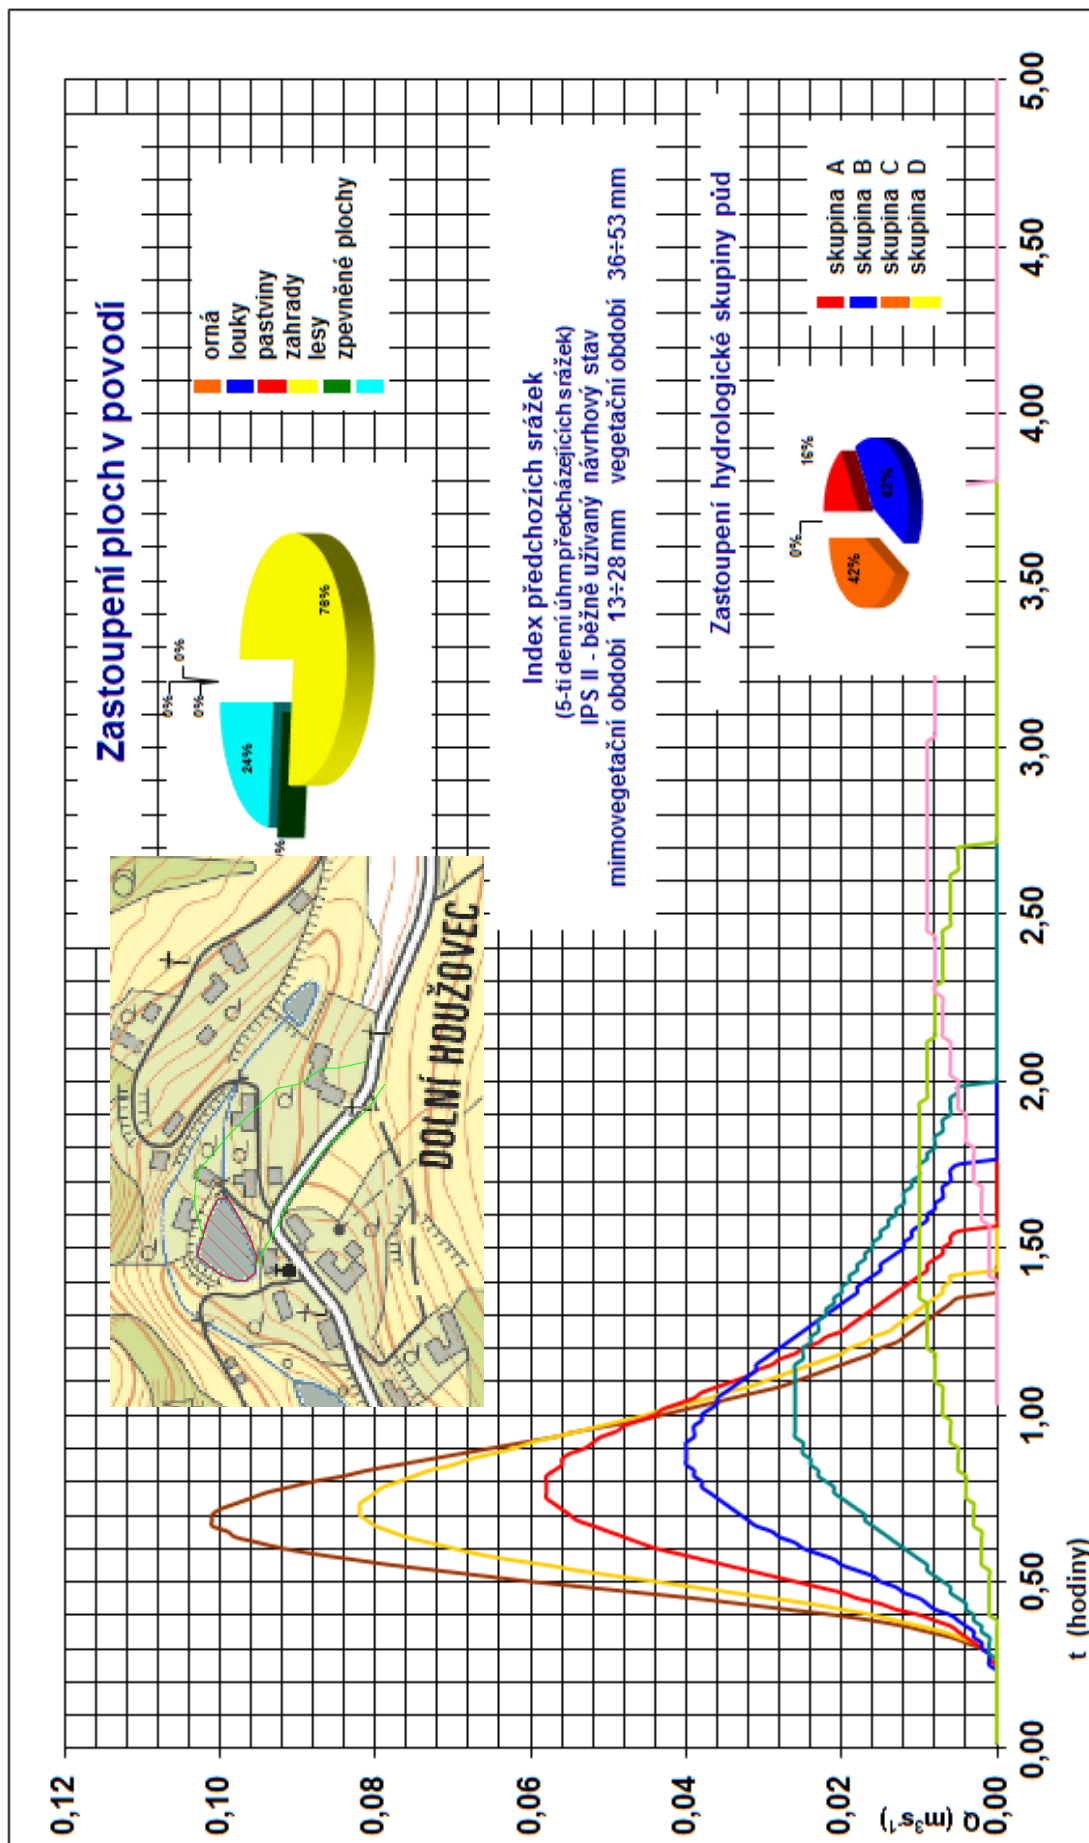 Zastoupení ploch v povodí
0%
0%
0%
24%
78%
orná
louky
pastviny
zahrady
lesy
zpevněné plochy
DOLNÍ HOUŽOVEC
Index předchozích srážek
(5-ti denní úhrn předcházejících srážek)
IPS II - běžně užívaný návrhový stav
mimovegetační období 13÷28 mm vegetační období 36÷53 mm
Zastoupení hydrologické skupiny půd
0%
16%
42%
42%
skupina A
skupina B
skupina C
skupina D
0,12
0,10
0,08
0,06
0,04
0,02
0,00
Q (m³s⁻¹)
0,00
0,50
1,00
1,50
2,00
2,50
3,00
3,50
4,00
4,50
5,00
t (hodiny)